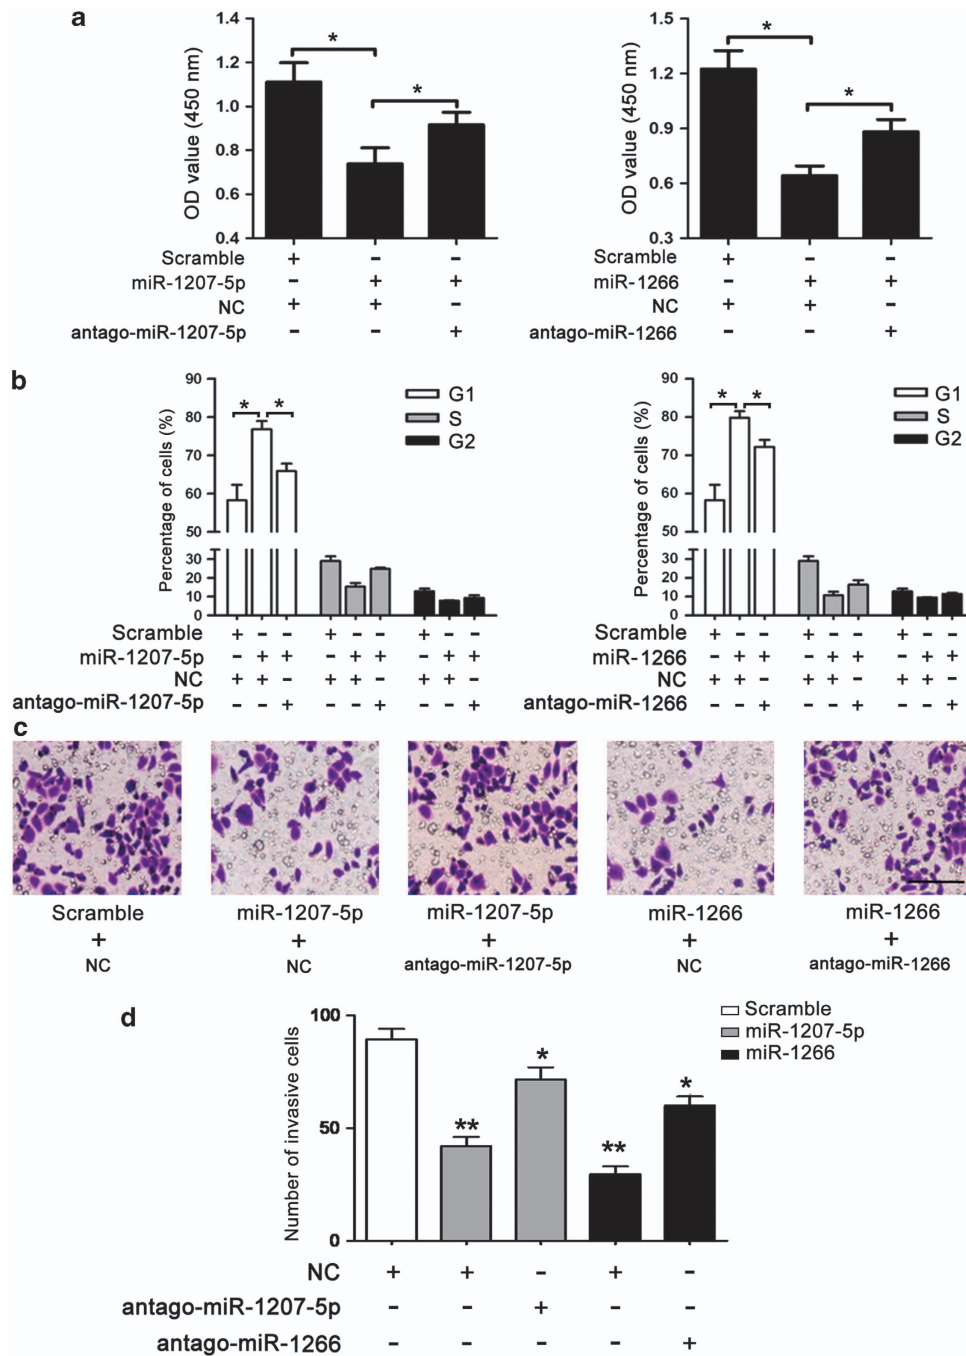 a
1.4
1.2
1.0
0.8
0.6
0.4
OD value (450 nm)
* *
Scramble + - -
miR-1207-5p - + +
NC + + -
antago-miR-1207-5p - - +
1.5
1.2
0.9
0.6
0.3
OD value (450 nm)
* *
Scramble + - -
miR-1266 - + +
NC + + -
antago-miR-1266 - - +
b
90
80
70
60
50
30
20
10
0
Percentage of cells (%)
* *
G1
S
G2
Scramble + - - + - - + - -
miR-1207-5p - + + - + + - + +
NC + + - + + - + + -
antago-miR-1207-5p - - + - - + - - +
90
80
70
60
50
30
20
10
0
Percentage of cells (%)
* *
G1
S
G2
Scramble + - - + - - + - -
miR-1266 - + + - + + - + +
NC + + - + + - + + -
antago-miR-1266 - - + - - + - - +
c
Scramble
+
NC
miR-1207-5p
+
NC
miR-1207-5p
+
antago-miR-1207-5p
miR-1266
+
NC
miR-1266
+
antago-miR-1266
d
100
50
0
Number of invasive cells
** * ** *
Scramble
miR-1207-5p
miR-1266
NC + + - + -
antago-miR-1207-5p - - + - -
antago-miR-1266 - - - - +